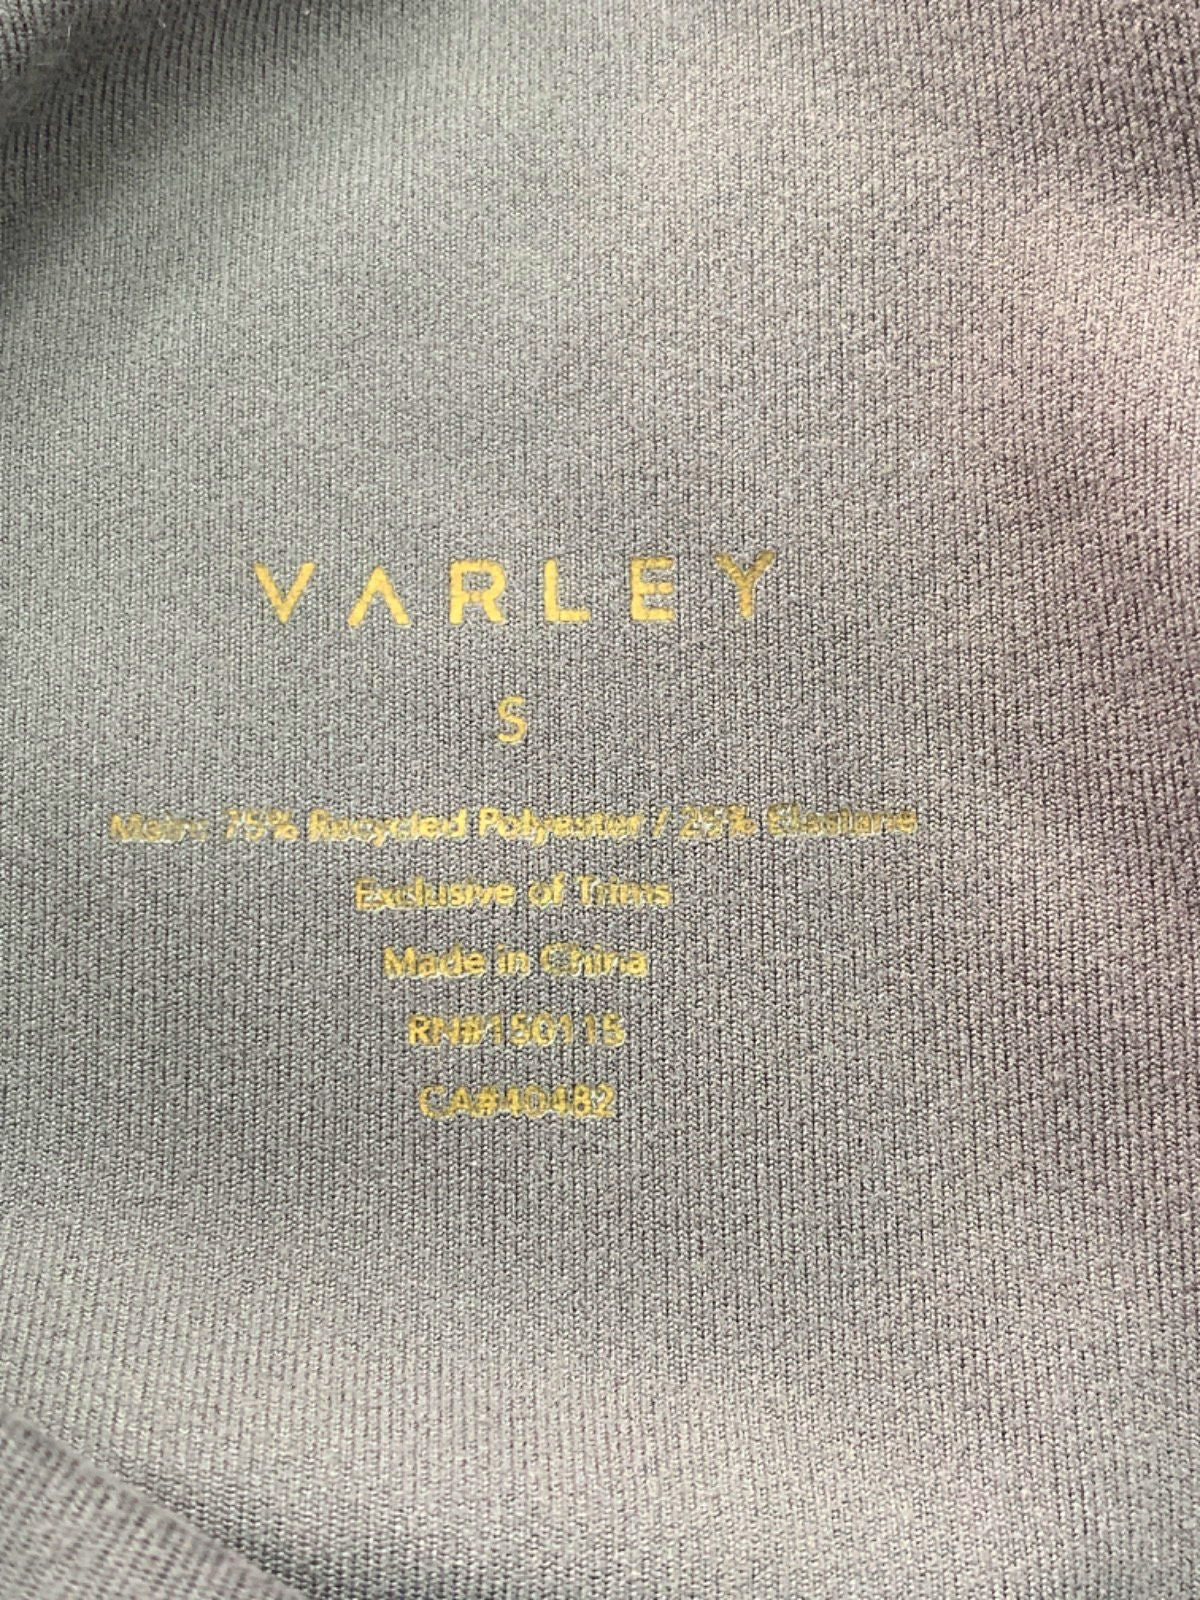 VARLEY
S
Main: 75% Recycled Polyester / 25% Elastane
Exclusive of Trims
Made in China
RN#150115
CA#40482